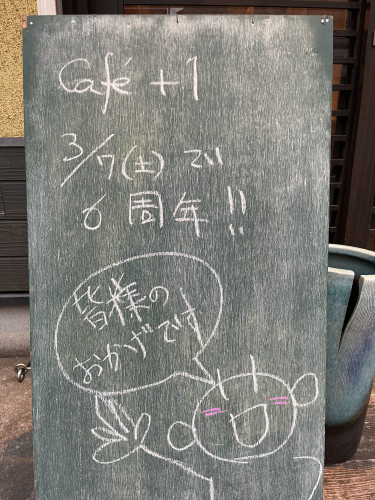 Café +1
3/7(土)で
6周年!!
皆様の
おかげです